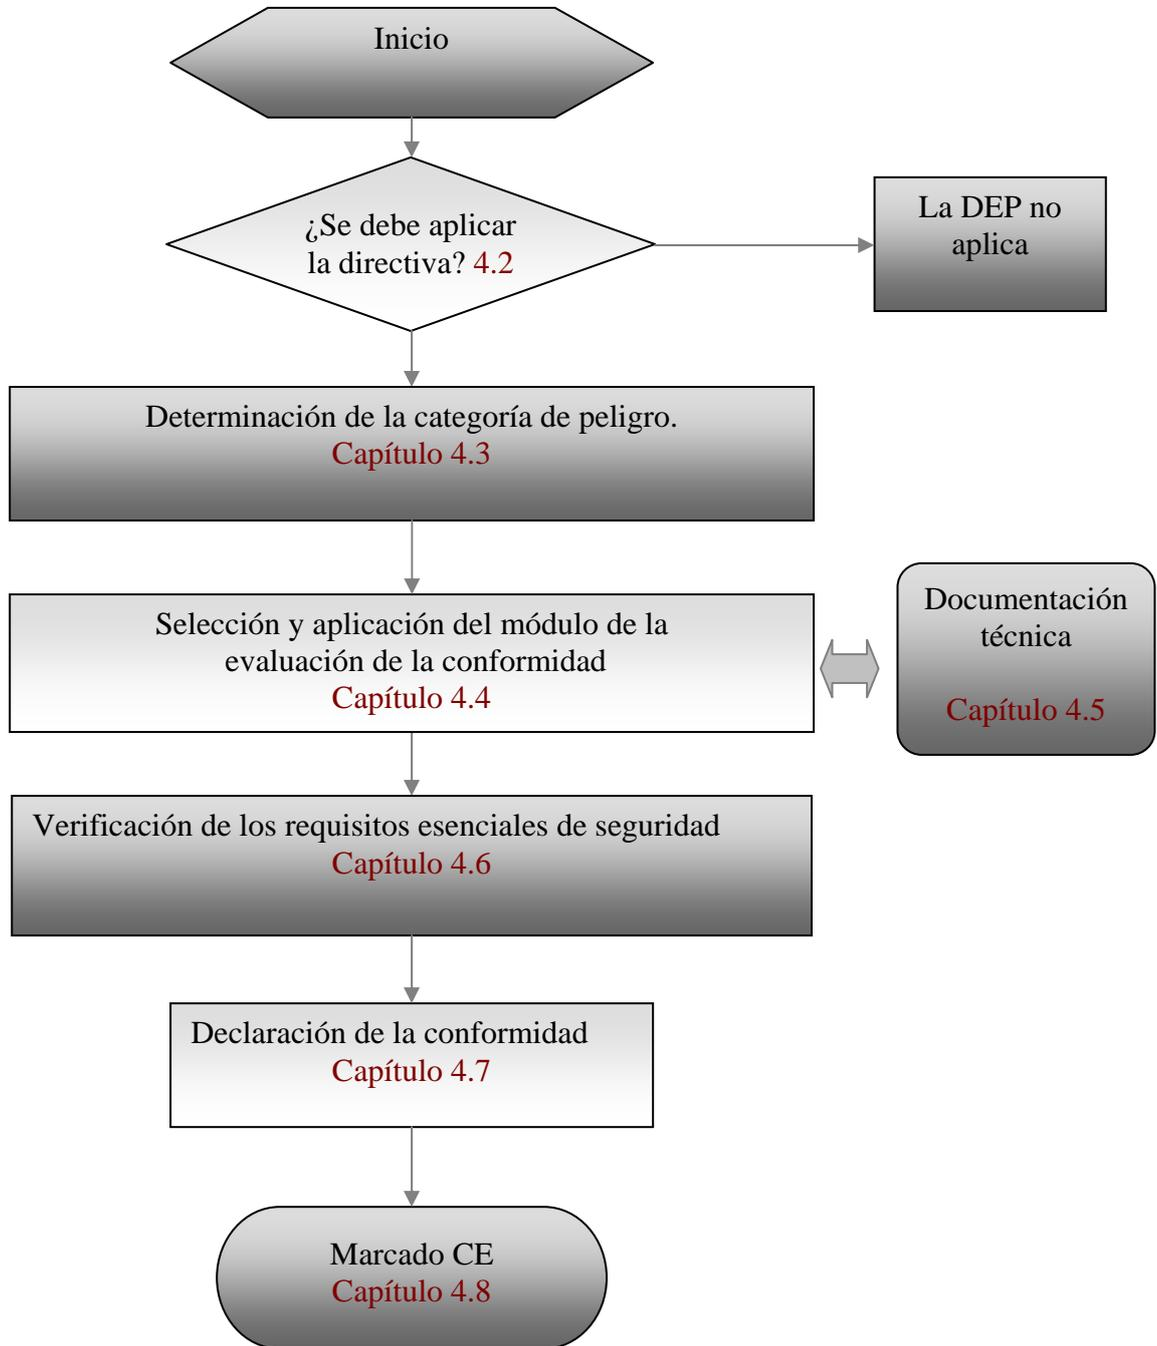 Inicio
¿Se debe aplicar
la directiva? 4.2
La DEP no
aplica
Determinación de la categoría de peligro.
Capítulo 4.3
Selección y aplicación del módulo de la
evaluación de la conformidad
Capítulo 4.4
Documentación
técnica
Capítulo 4.5
Verificación de los requisitos esenciales de seguridad
Capítulo 4.6
Declaración de la conformidad
Capítulo 4.7
Marcado CE
Capítulo 4.8